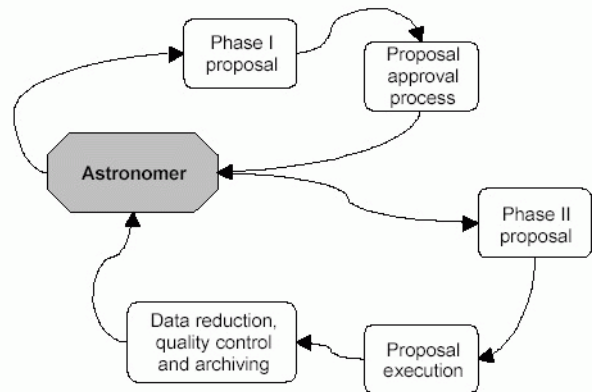 Phase I
proposal
Proposal
approval
process
Astronomer
Phase II
proposal
Data reduction,
quality control
and archiving
Proposal
execution